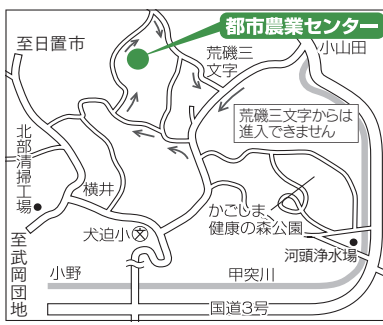 都市農業センター
至日置市
荒磯三
文字
小山田
荒磯三文字からは
進入できません
北部清掃工場
横井
かごしま
健康の森公園
犬迫小
文
河頭浄水場
至武岡団地
小野
甲突川
国道3号